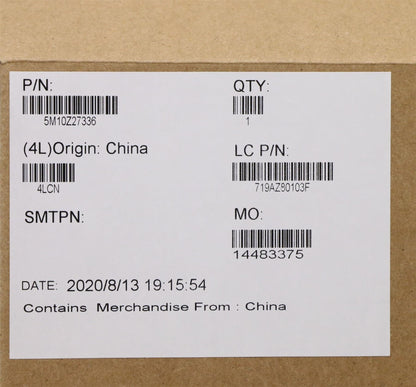 P/N: QTY:
5M10Z27336 1
(4L)Origin: China LC P/N:
4LCN 719AZ80103F
SMTPN: MO:
14483375
DATE: 2020/8/13 19:15:54
Contains Merchandise From : China